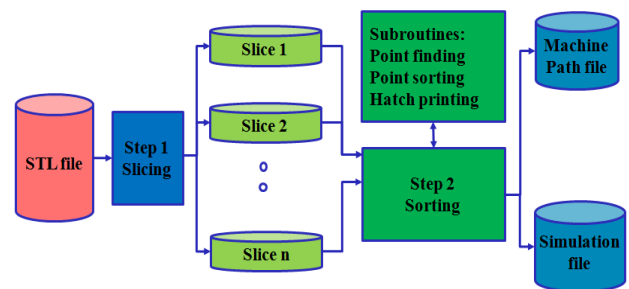 STL file
Step 1
Slicing
Slice 1
Slice 2
Slice n
Subroutines:
Point finding
Point sorting
Hatch printing
Step 2
Sorting
Machine
Path file
Simulation
file